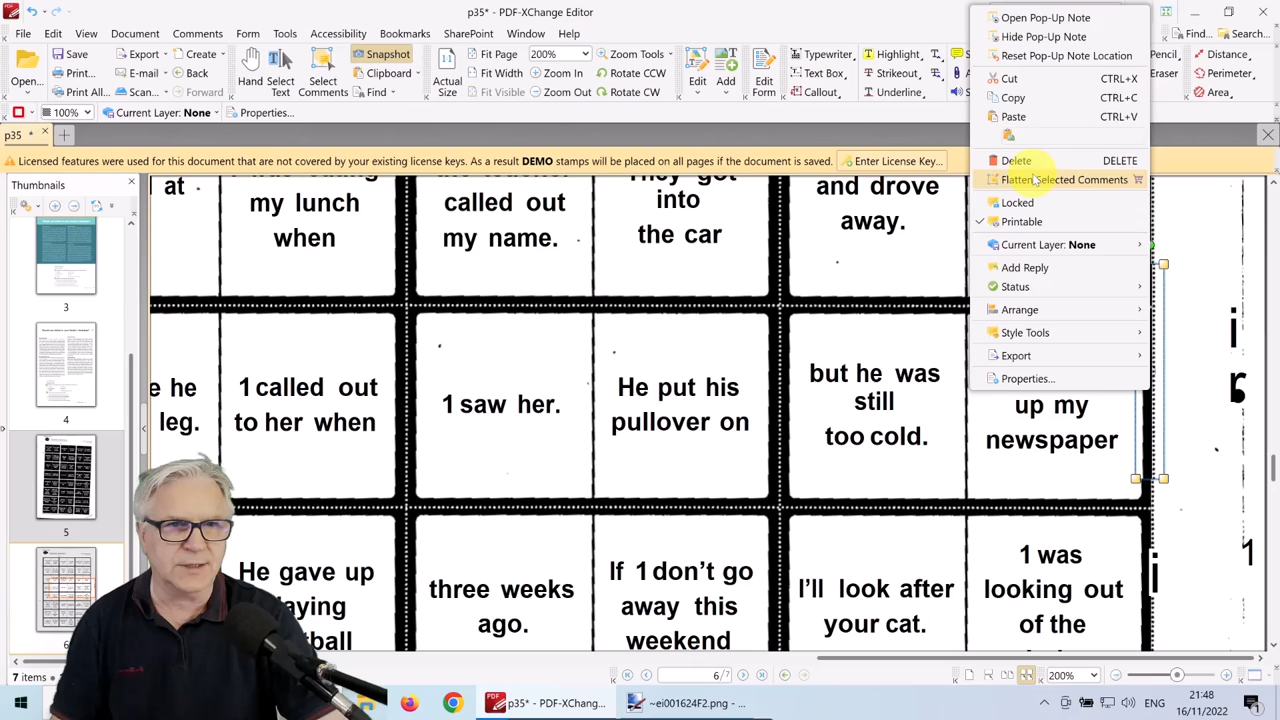 p35* - PDF-XChange Editor
File Edit View Document Comments Form Tools Accessibility Bookmarks SharePoint Window Help
Open... Save Print... Print All... Export E-mail Scan... Create Back Forward
Hand Select Text Select Comments Snapshot Clipboard Find
Actual Size Fit Page Fit Width Fit Visible 200% Zoom In Zoom Out Zoom Tools Rotate CCW Rotate CW
Edit Add Edit Form Typewriter Text Box Callout Highlight Strikeout Underline
Pencil Eraser Distance Perimeter Area Find... Search...
100% Current Layer: None Properties...
p35 *
Licensed features were used for this document that are not covered by your existing license keys. As a result DEMO stamps will be placed on all pages if the document is saved. Enter License Key...
Thumbnails
3
4
5
6
Open Pop-Up Note
Hide Pop-Up Note
Reset Pop-Up Note Location
Cut CTRL+X
Copy CTRL+C
Paste CTRL+V
Delete DELETE
Flatten Selected Comments
Locked
Printable
Current Layer: None
Add Reply
Status
Arrange
Style Tools
Export
Properties...
at
my lunch
when
called out
my name.
They got
into
the car
and drove
away.
e he
leg.
1 called out
to her when
1 saw her.
He put his
pullover on
but he was
still
too cold.
up my
newspaper
He gave up
three weeks
ago.
If 1 don't go
away this
weekend
I'll look after
your cat.
1 was
looking out
of the
i
1
i
7 items
6/7
200%
p35* - PDF-XChang...
~ei001624F2.png - ...
ENG
21:48
16/11/2022
1